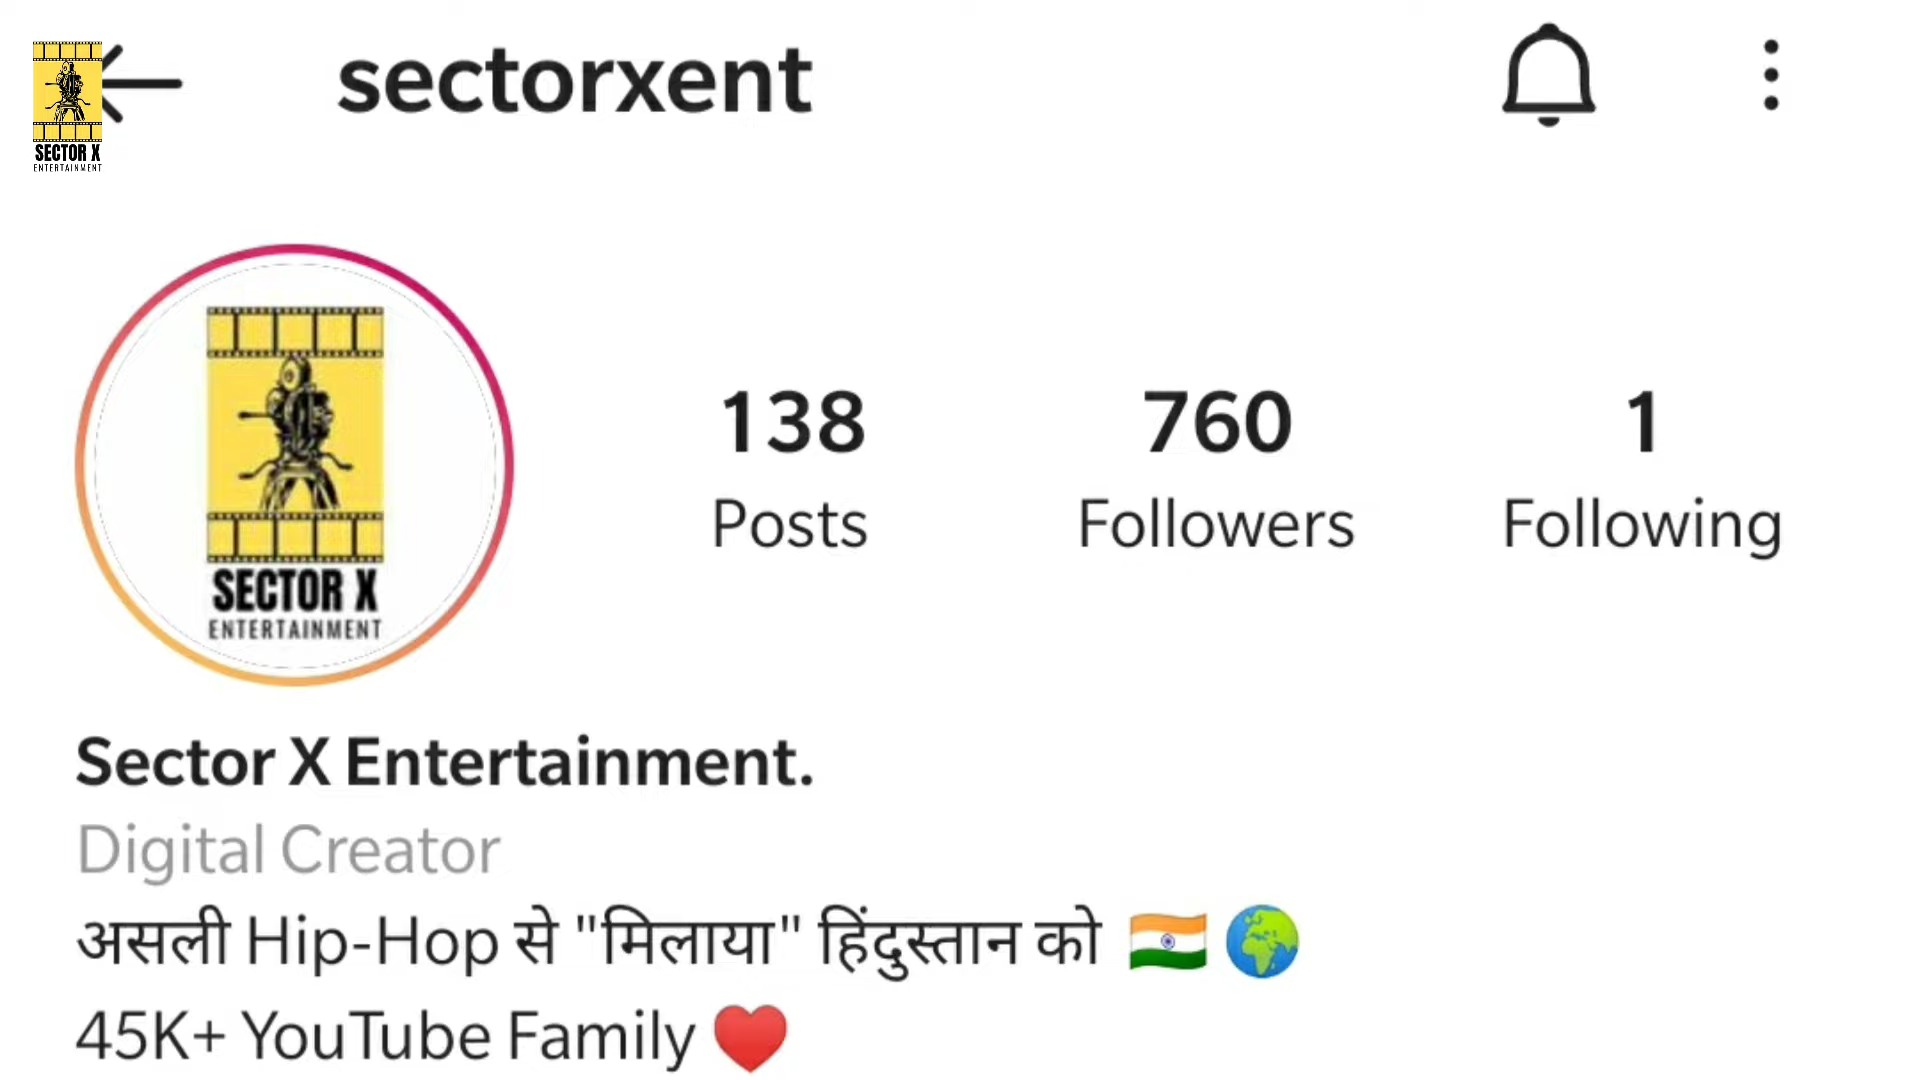 sectorxent
SECTOR X
ENTERTAINMENT
SECTOR X
ENTERTAINMENT
138
760
1
Posts
Followers
Following
Sector X Entertainment.
Digital Creator
असली Hip-Hop से "मिलाया" हिंदुस्तान को 🇮🇳 🌍
45K+ YouTube Family ♥️